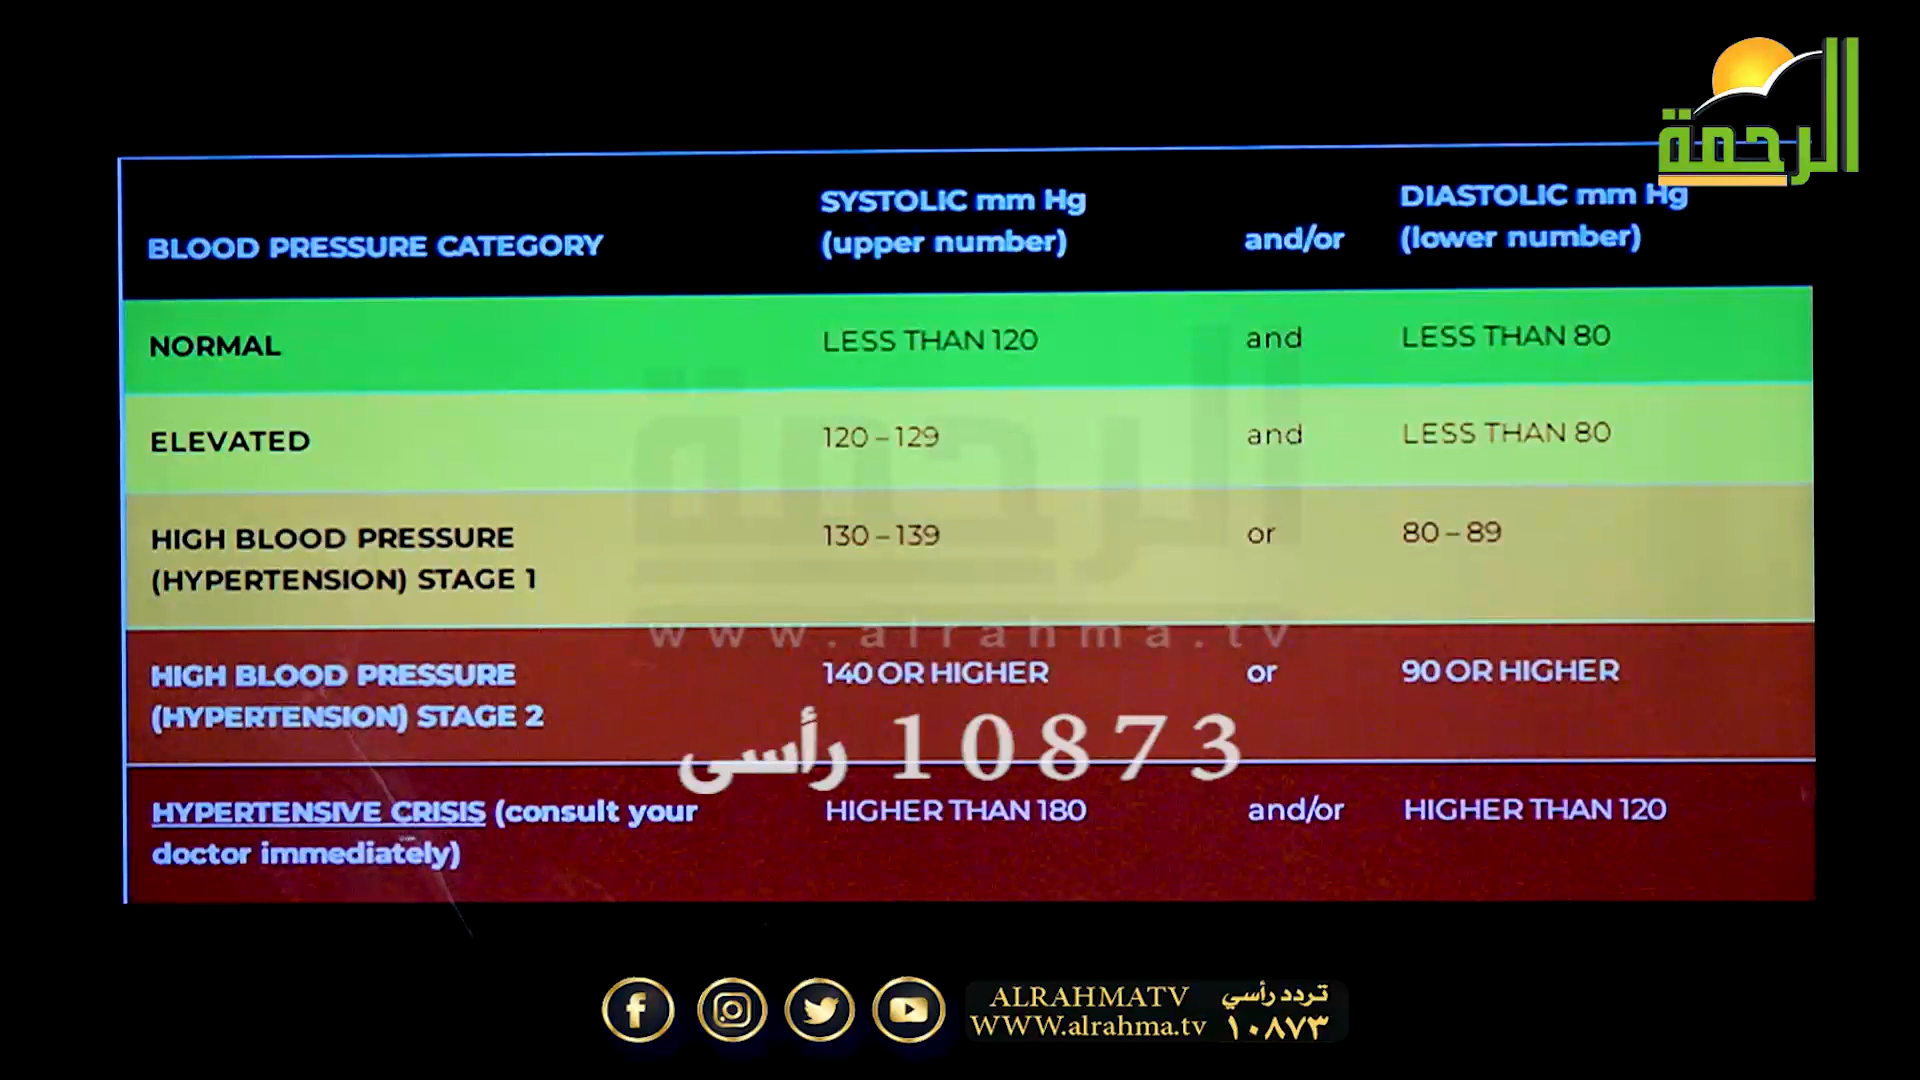 الرحمة
BLOOD PRESSURE CATEGORY
SYSTOLIC mm Hg
(upper number)
and/or
DIASTOLIC mm Hg
(lower number)
NORMAL
LESS THAN 120
and
LESS THAN 80
ELEVATED
120 – 129
and
LESS THAN 80
HIGH BLOOD PRESSURE
(HYPERTENSION) STAGE 1
130 – 139
or
80 – 89
الرحمة
www.alrahma.tv
HIGH BLOOD PRESSURE
(HYPERTENSION) STAGE 2
140 OR HIGHER
or
90 OR HIGHER
10873 رأسى
HYPERTENSIVE CRISIS (consult your
doctor immediately)
HIGHER THAN 180
and/or
HIGHER THAN 120
ALRAHMATV
WWW.alrahma.tv
تردد رأسي
١٠٨٧٣